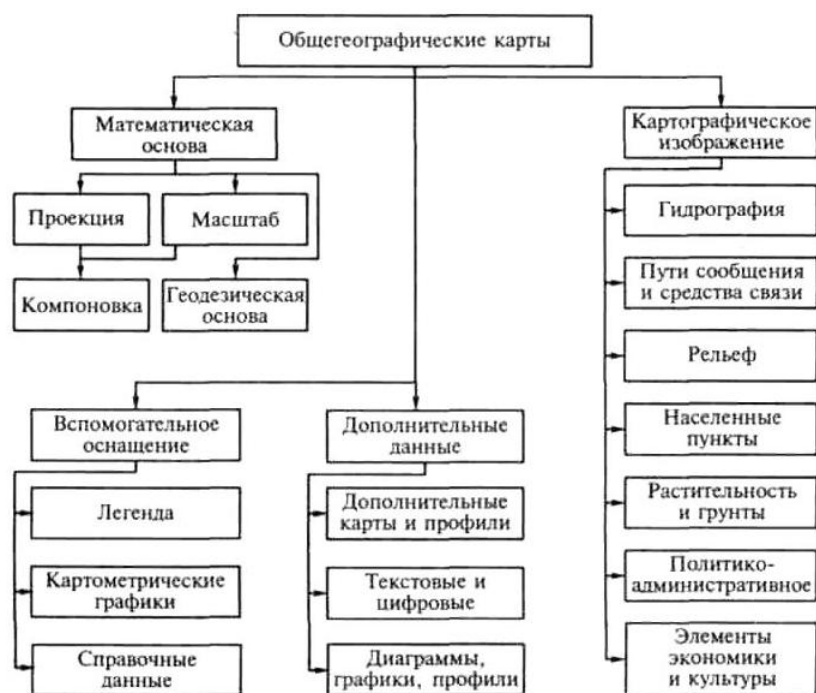 Общегеографические карты
Математическая
основа
Проекция
Масштаб
Компоновка
Геодезическая
основа
Картографическое
изображение
Гидрография
Пути сообщения
и средства связи
Рельеф
Населенные
пункты
Растительность
и грунты
Политико-
административное
Элементы
экономики
и культуры
Вспомогательное
оснащение
Легенда
Картометрические
графики
Справочные
данные
Дополнительные
данные
Дополнительные
карты и профили
Текстовые и
цифровые
Диаграммы,
графики, профили